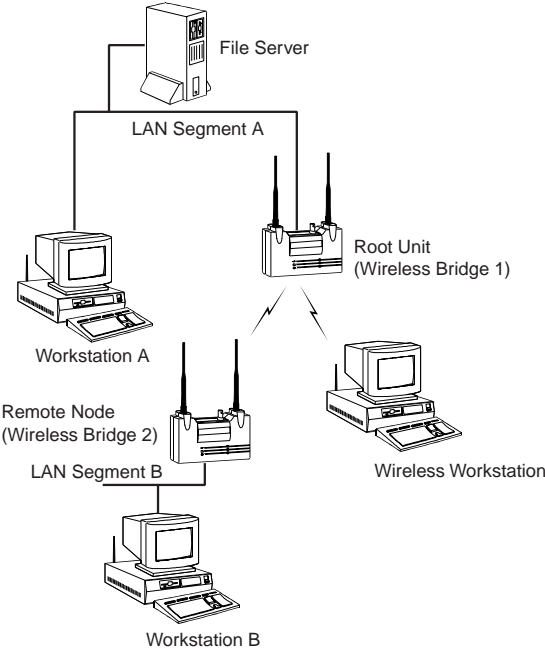 File Server
LAN Segment A
Root Unit
(Wireless Bridge 1)
Workstation A
Remote Node
(Wireless Bridge 2)
LAN Segment B
Wireless Workstation
Workstation B